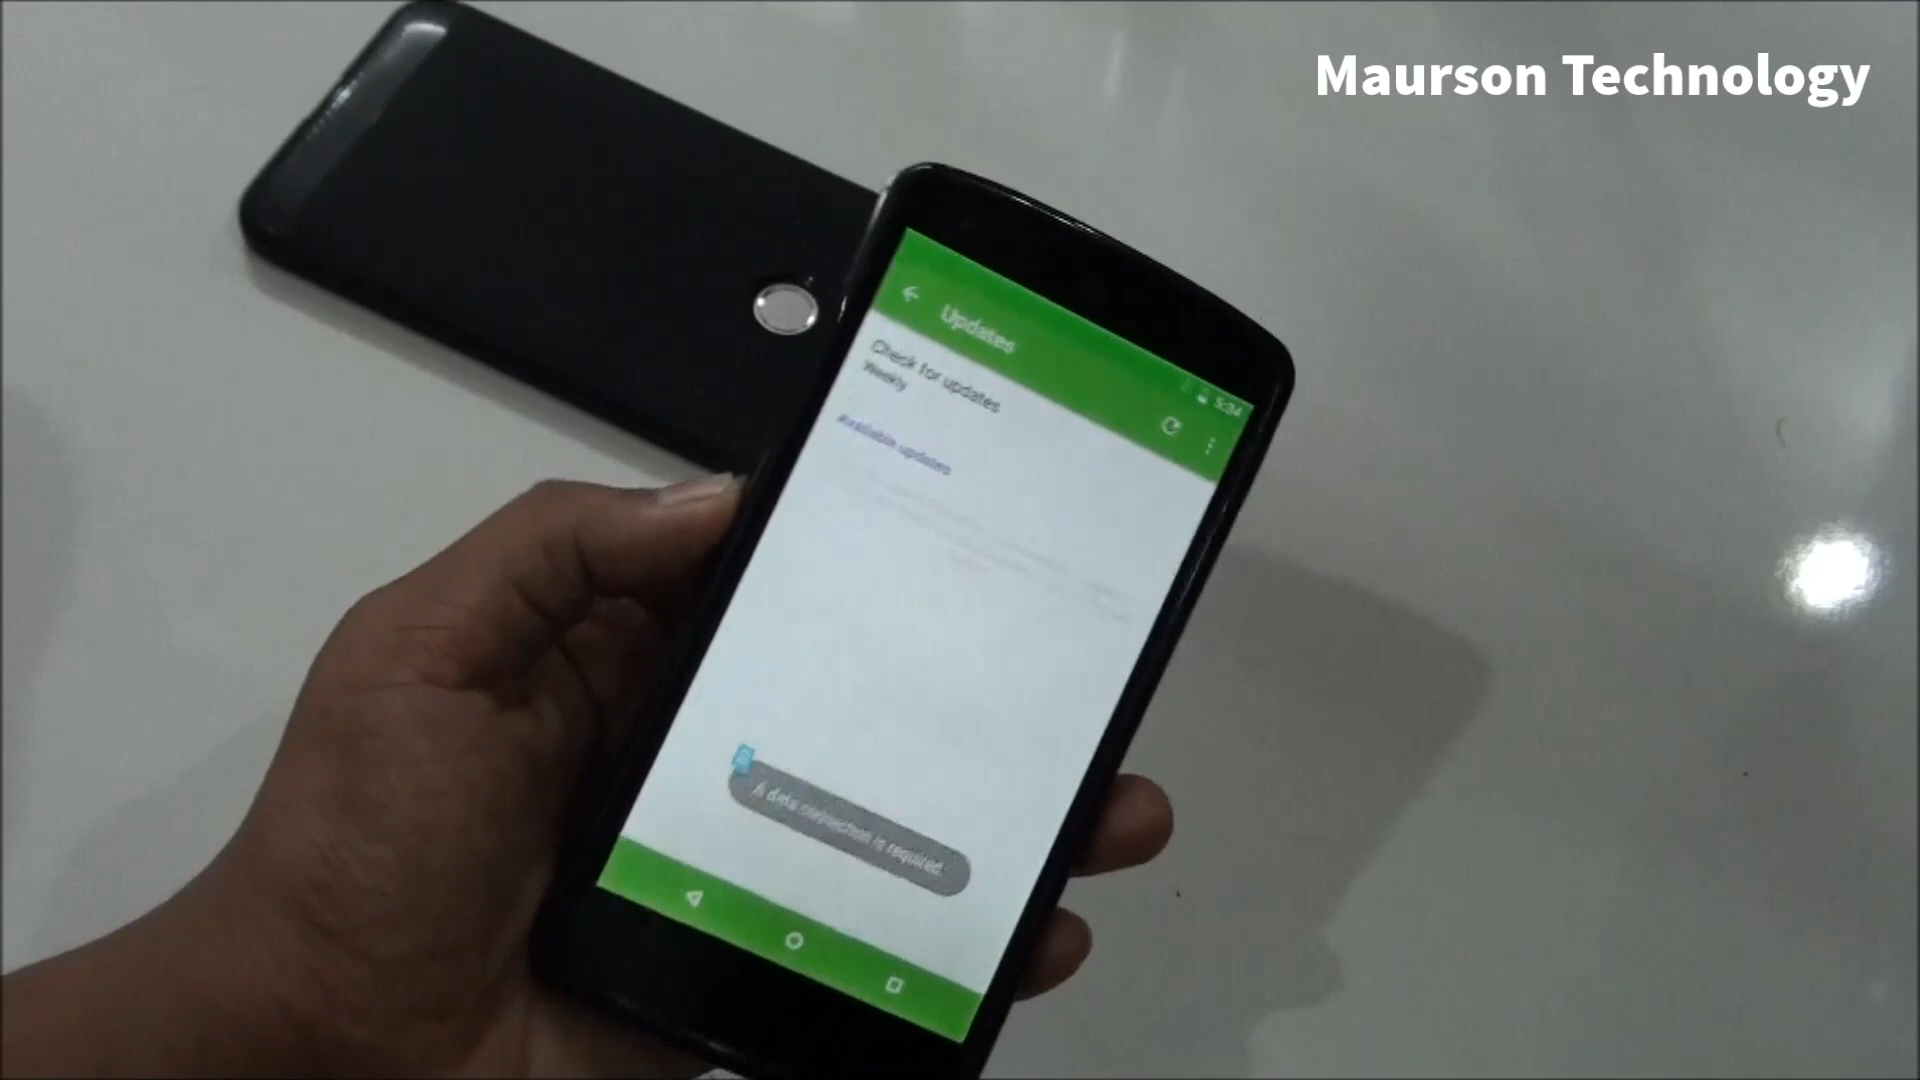 Maurson Technology
5:34
Updates
Check for updates
Weekly
Available updates
A data connection is required.